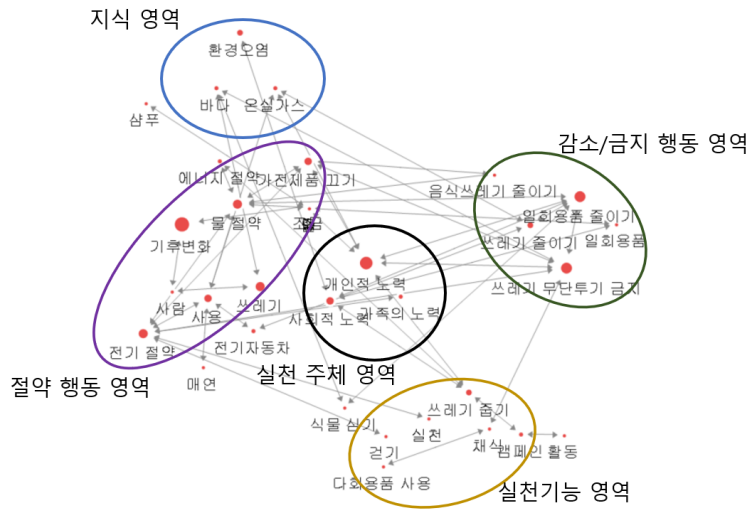 지식 영역
환경오염
바다
온실가스
샴푸
감소/금지 행동 영역
에너지 절약
가전제품 끄기
음식쓰레기 줄이기
물 절약
일회용품 줄이기
기후변화
쓰레기 줄이기
일회용품
개인적 노력
쓰레기 무단투기 금지
사람
사용
쓰레기
사회적 노력
가족의 노력
전기 절약
전기자동차
절약 행동 영역
매연
실천 주체 영역
식물 심기
쓰레기 줍기
실천
채식
캠페인 활동
걷기
다회용품 사용
실천기능 영역